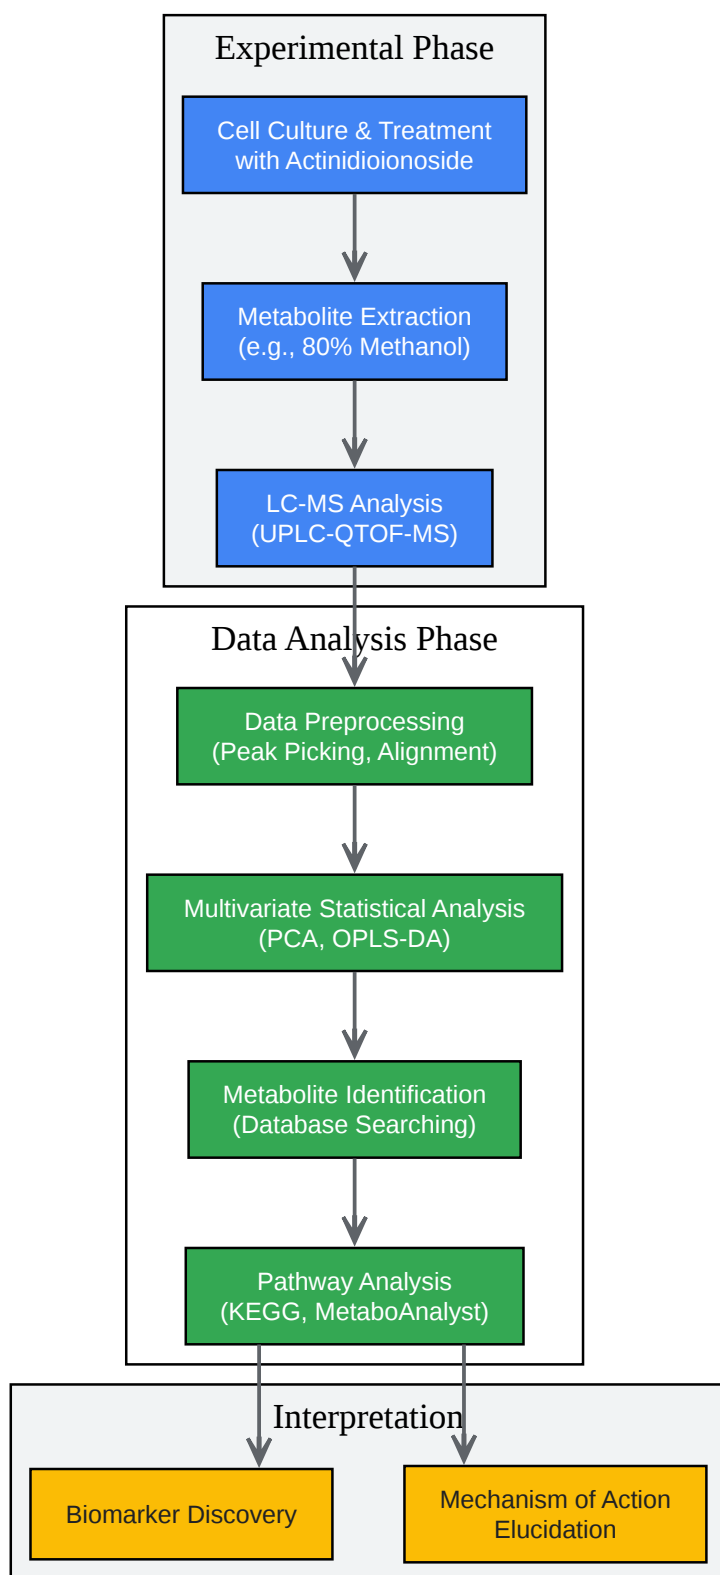 Experimental Phase
Cell Culture & Treatment
with Actinidioionoside
Metabolite Extraction
(e.g., 80% Methanol)
LC-MS Analysis
(UPLC-QTOF-MS)
Data Analysis Phase
Data Preprocessing
(Peak Picking, Alignment)
Multivariate Statistical Analysis
(PCA, OPLS-DA)
Metabolite Identification
(Database Searching)
Pathway Analysis
(KEGG, MetaboAnalyst)
Interpretation
Biomarker Discovery
Mechanism of Action
Elucidation